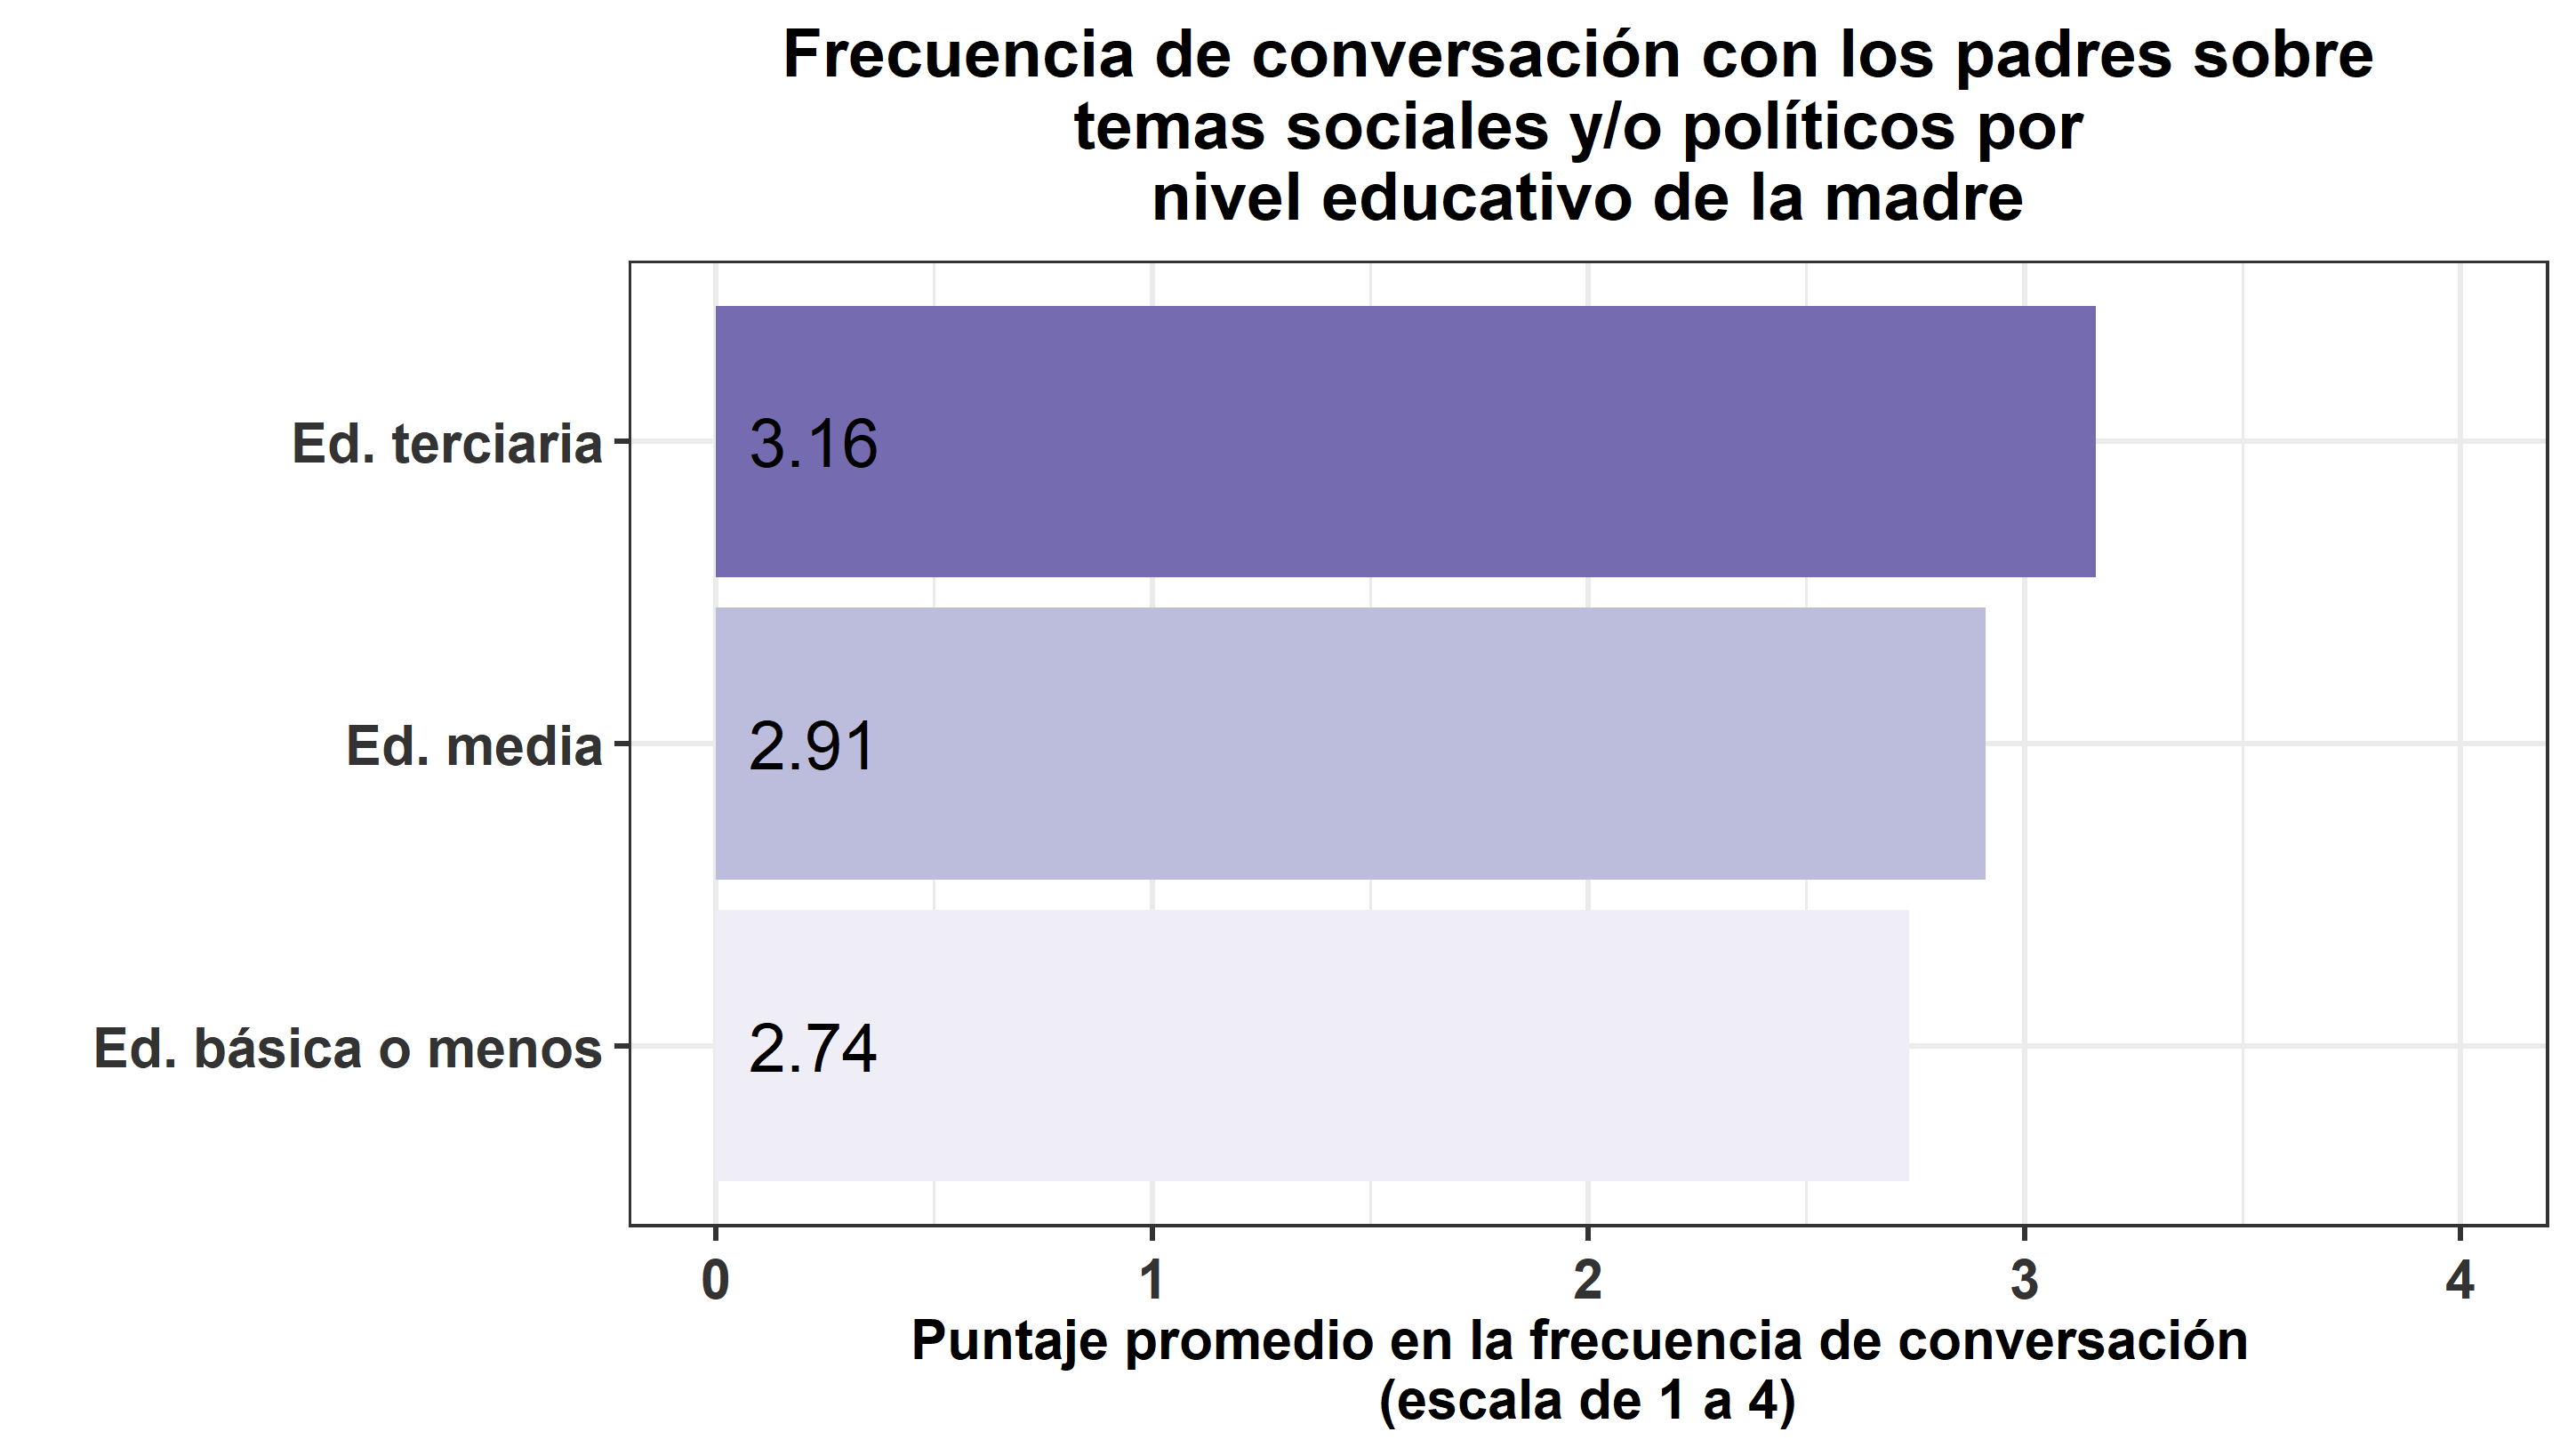 Frecuencia de conversación con los padres sobre
temas sociales y/o políticos por
nivel educativo de la madre
Ed. terciaria
3.16
Ed. media
2.91
Ed. básica o menos
2.74
0 1 2 3 4
Puntaje promedio en la frecuencia de conversación
(escala de 1 a 4)